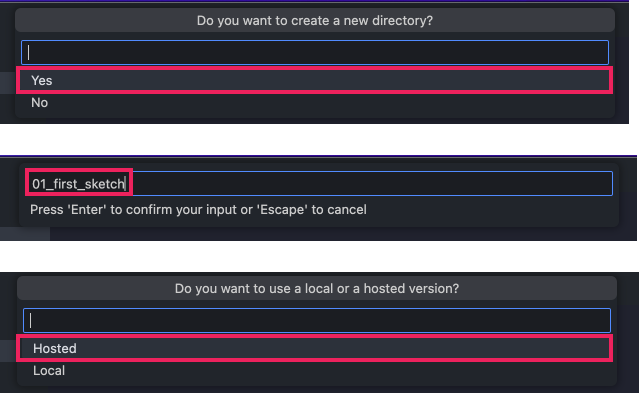 Do you want to create a new directory?
Yes
No
01_first_sketch
Press 'Enter' to confirm your input or 'Escape' to cancel
Do you want to use a local or a hosted version?
Hosted
Local